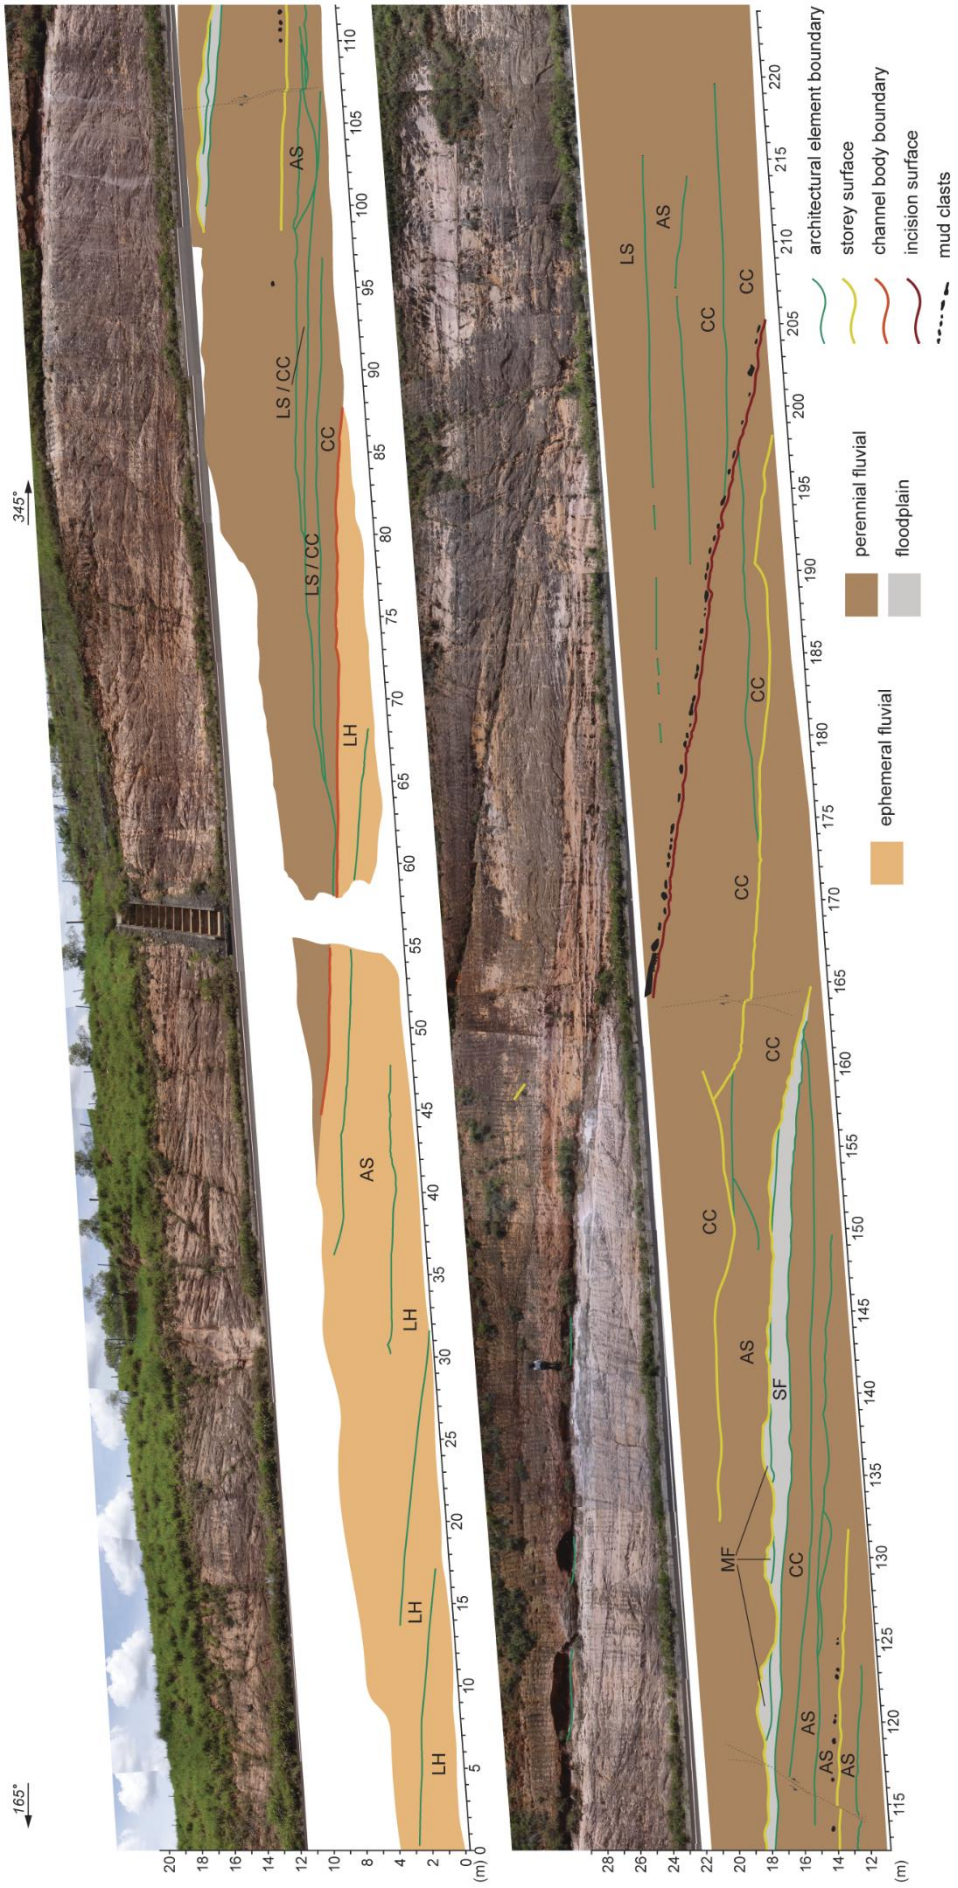 165°
345°
20
18
16
14
12
10
8
6
4
2
0
(m)
LH
LH
LH
AS
LH
LS / CC
CC
LS / CC
AS
0 5 10 15 20 25 30 35 40 45 50 55 60 65 70 75 80 85 90 95 100 105 110
28
26
24
22
20
18
16
14
12
(m)
AS
AS
AS
CC
MF
SF
AS
CC
CC
CC
CC
CC
CC
AS
LS
115 120 125 130 135 140 145 150 155 160 165 170 175 180 185 190 195 200 205 210 215 220
ephemeral fluvial
perennial fluvial
floodplain
architectural element boundary
storey surface
channel body boundary
incision surface
mud clasts